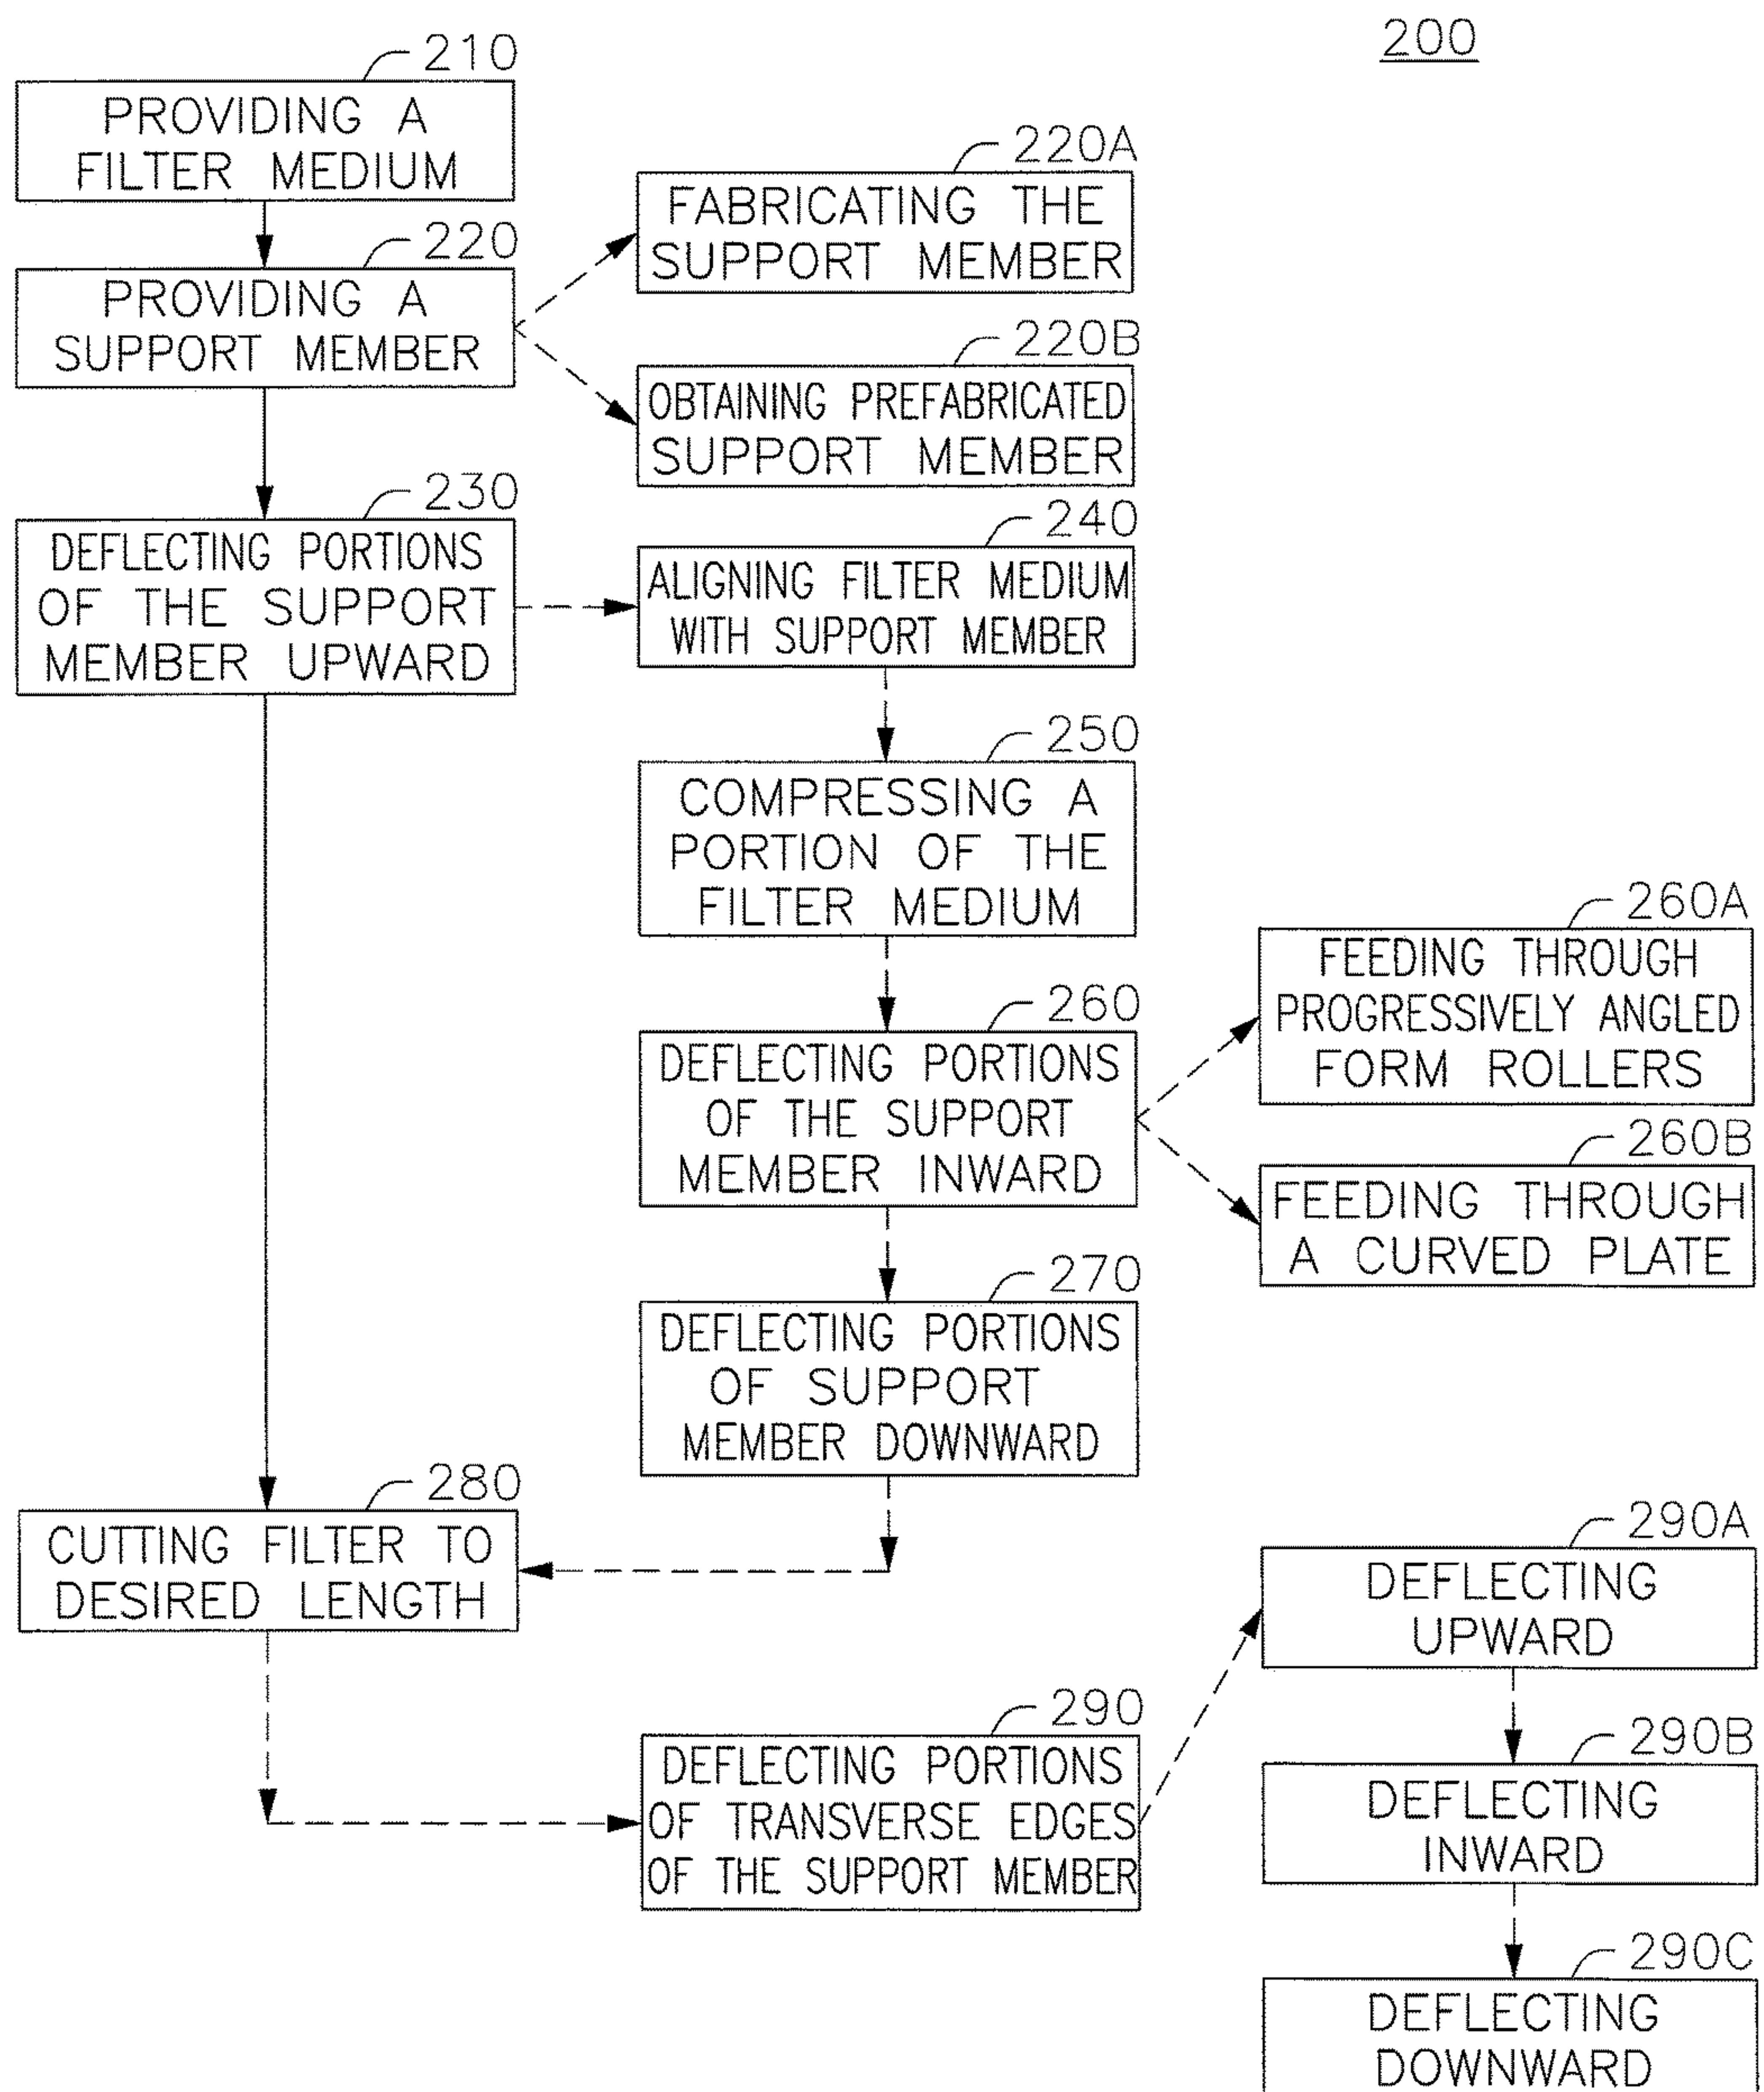 200
210
PROVIDING A
FILTER MEDIUM
220
PROVIDING A
SUPPORT MEMBER
220A
FABRICATING THE
SUPPORT MEMBER
220B
OBTAINING PREFABRICATED
SUPPORT MEMBER
230
DEFLECTING PORTIONS
OF THE SUPPORT
MEMBER UPWARD
240
ALIGNING FILTER MEDIUM
WITH SUPPORT MEMBER
250
COMPRESSING A
PORTION OF THE
FILTER MEDIUM
260
DEFLECTING PORTIONS
OF THE SUPPORT
MEMBER INWARD
260A
FEEDING THROUGH
PROGRESSIVELY ANGLED
FORM ROLLERS
260B
FEEDING THROUGH
A CURVED PLATE
270
DEFLECTING PORTIONS
OF SUPPORT
MEMBER DOWNWARD
280
CUTTING FILTER TO
DESIRED LENGTH
290
DEFLECTING PORTIONS
OF TRANSVERSE EDGES
OF THE SUPPORT MEMBER
290A
DEFLECTING
UPWARD
290B
DEFLECTING
INWARD
290C
DEFLECTING
DOWNWARD